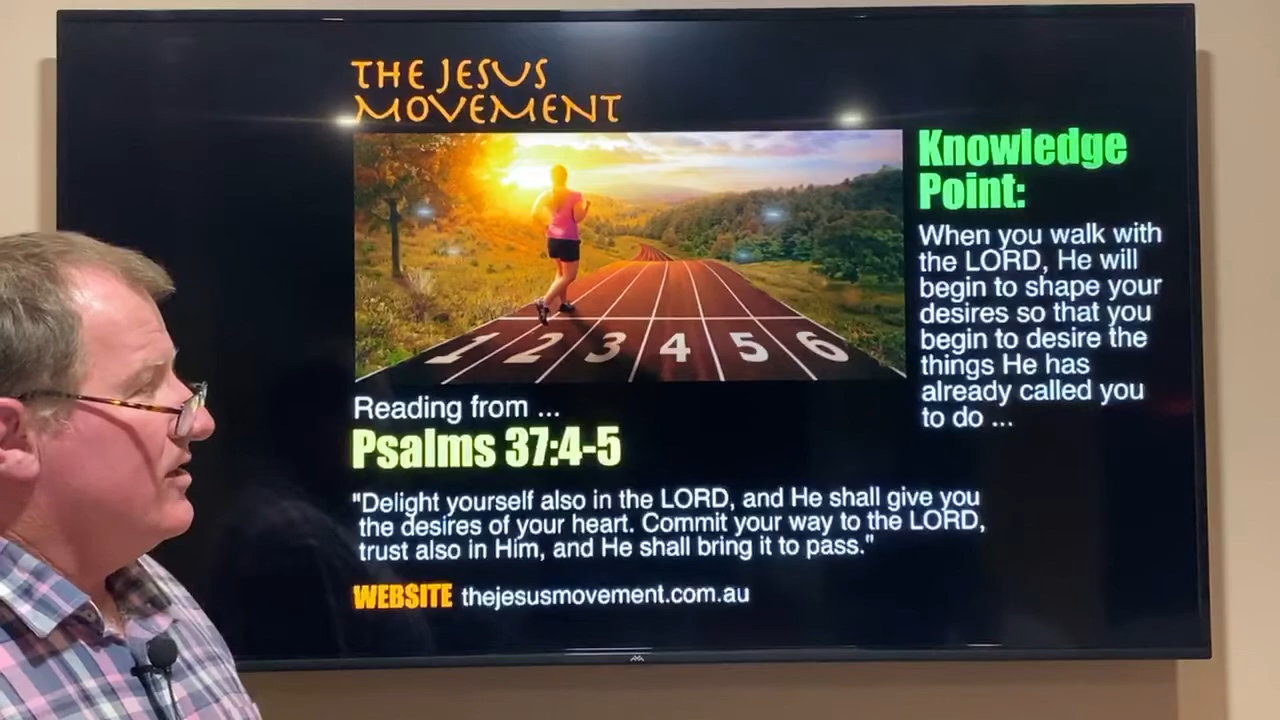 THE JESUS
MOVEMENT
1 2 3 4 5 6
Knowledge
Point:
When you walk with
the LORD, He will
begin to shape your
desires so that you
begin to desire the
things He has
already called you
to do ...
Reading from ...
Psalms 37:4-5
"Delight yourself also in the LORD, and He shall give you
the desires of your heart. Commit your way to the LORD,
trust also in Him, and He shall bring it to pass."
WEBSITE thejesusmovement.com.au